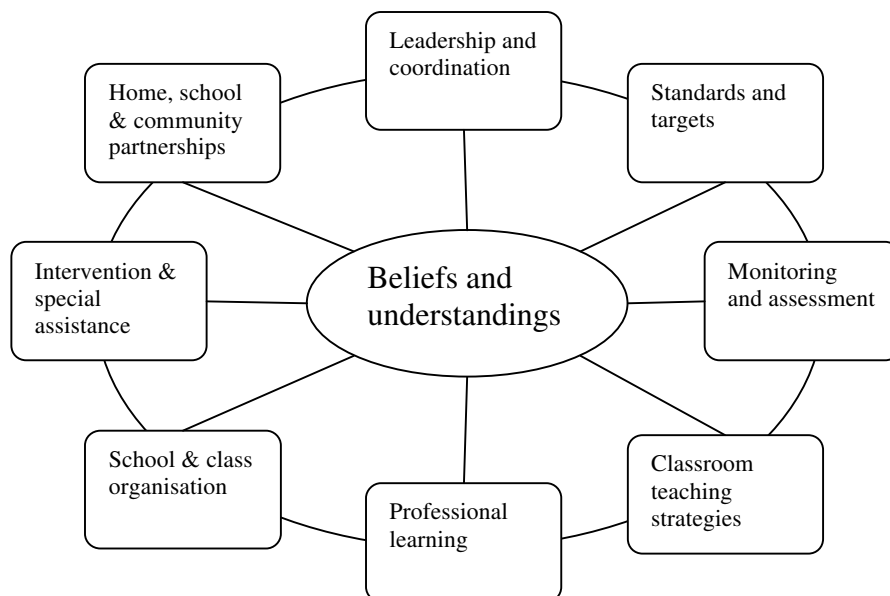 Leadership and
coordination
Home, school
& community
partnerships
Standards and
targets
Intervention &
special
assistance
Beliefs and
understandings
Monitoring
and assessment
School & class
organisation
Professional
learning
Classroom
teaching
strategies